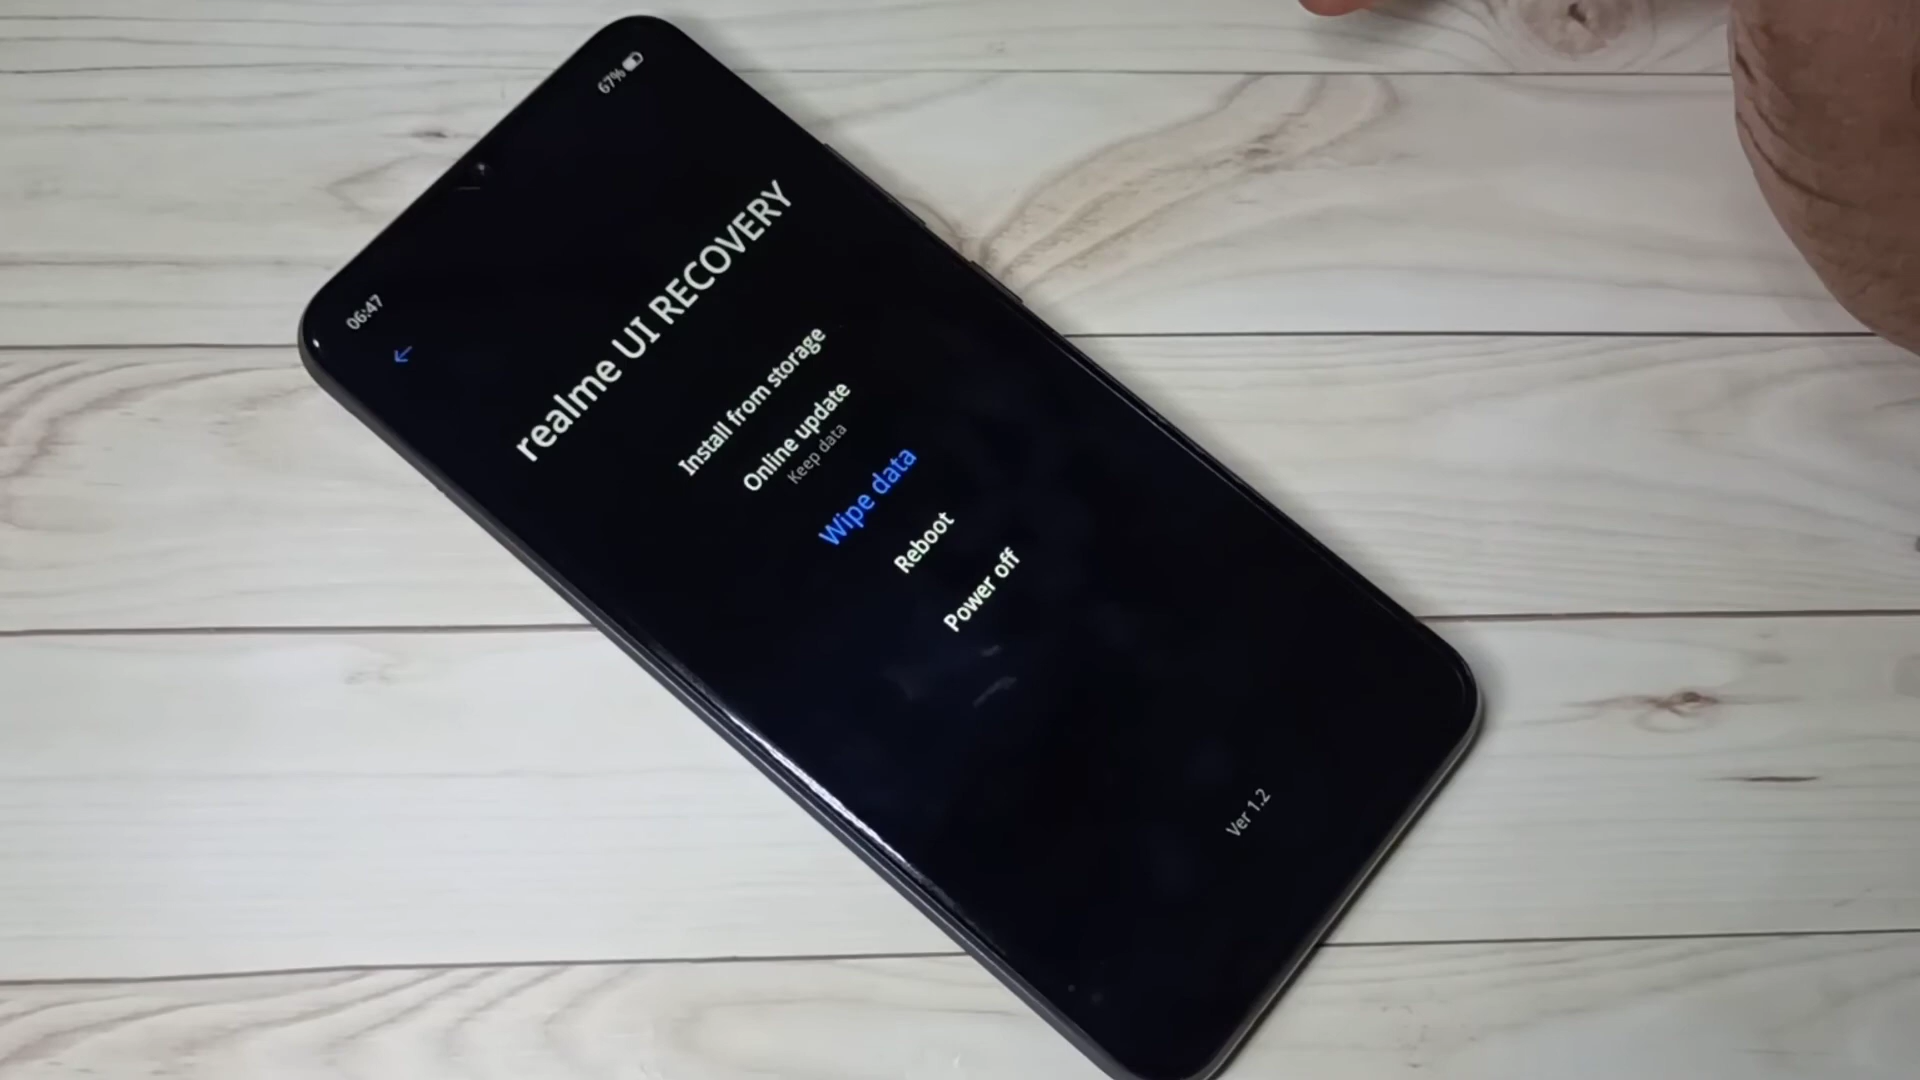 06:47
67%
←
realme UI RECOVERY
Install from storage
Online update
Keep data
Wipe data
Reboot
Power off
Ver 1.2